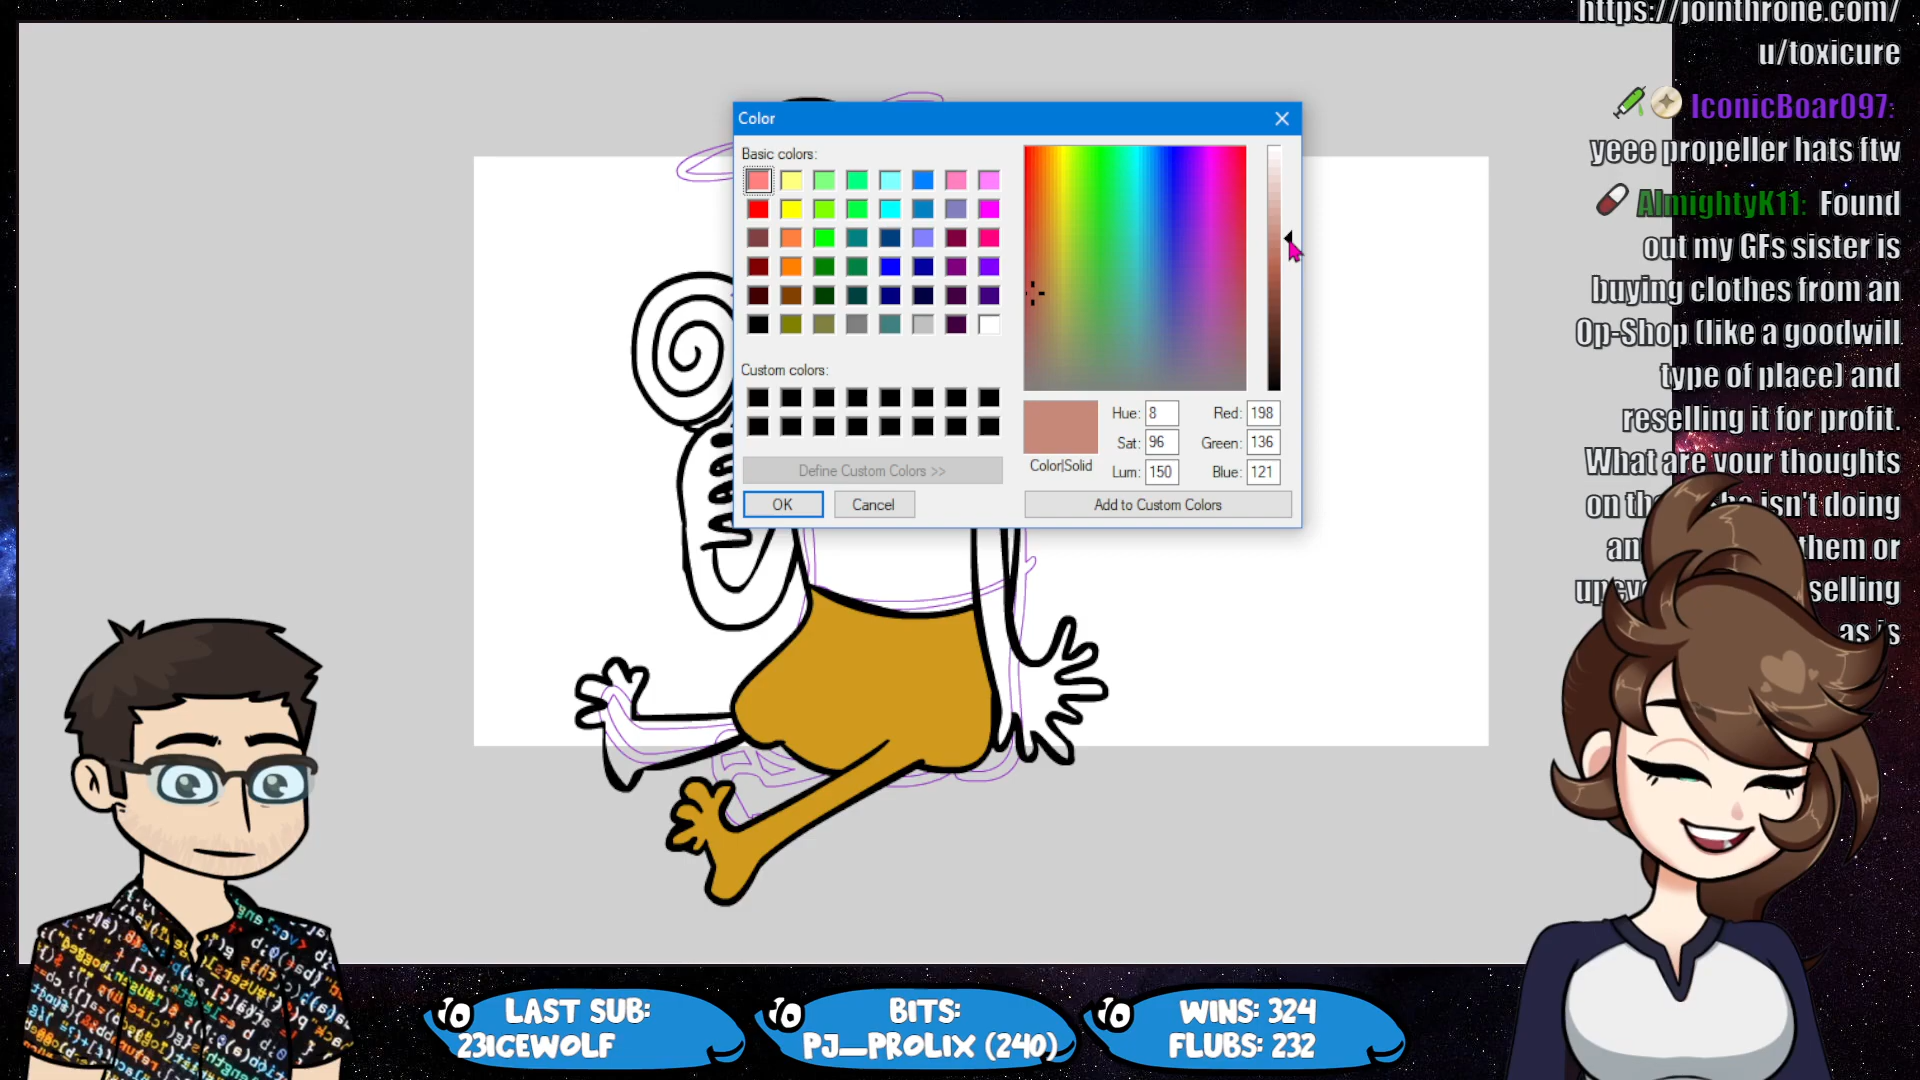 https://jointhrone.com/
u/toxicure
IconicBoar097:
yeee propeller hats ftw
AlmightyK11: Found
out my GFs sister is
buying clothes from an
Op-Shop (like a goodwill
type of place) and
reselling it for profit.
What are your thoughts
on isn't doing
them or
selling
as is
Color
Basic colors:
Custom colors:
Define Custom Colors >>
OK
Cancel
Color|Solid
Hue: 8
Sat: 96
Lum: 150
Red: 198
Green: 136
Blue: 121
Add to Custom Colors
LAST SUB:
23ICEWOLF
BITS:
PJ_PROLIX (240)
WINS: 324
FLUBS: 232